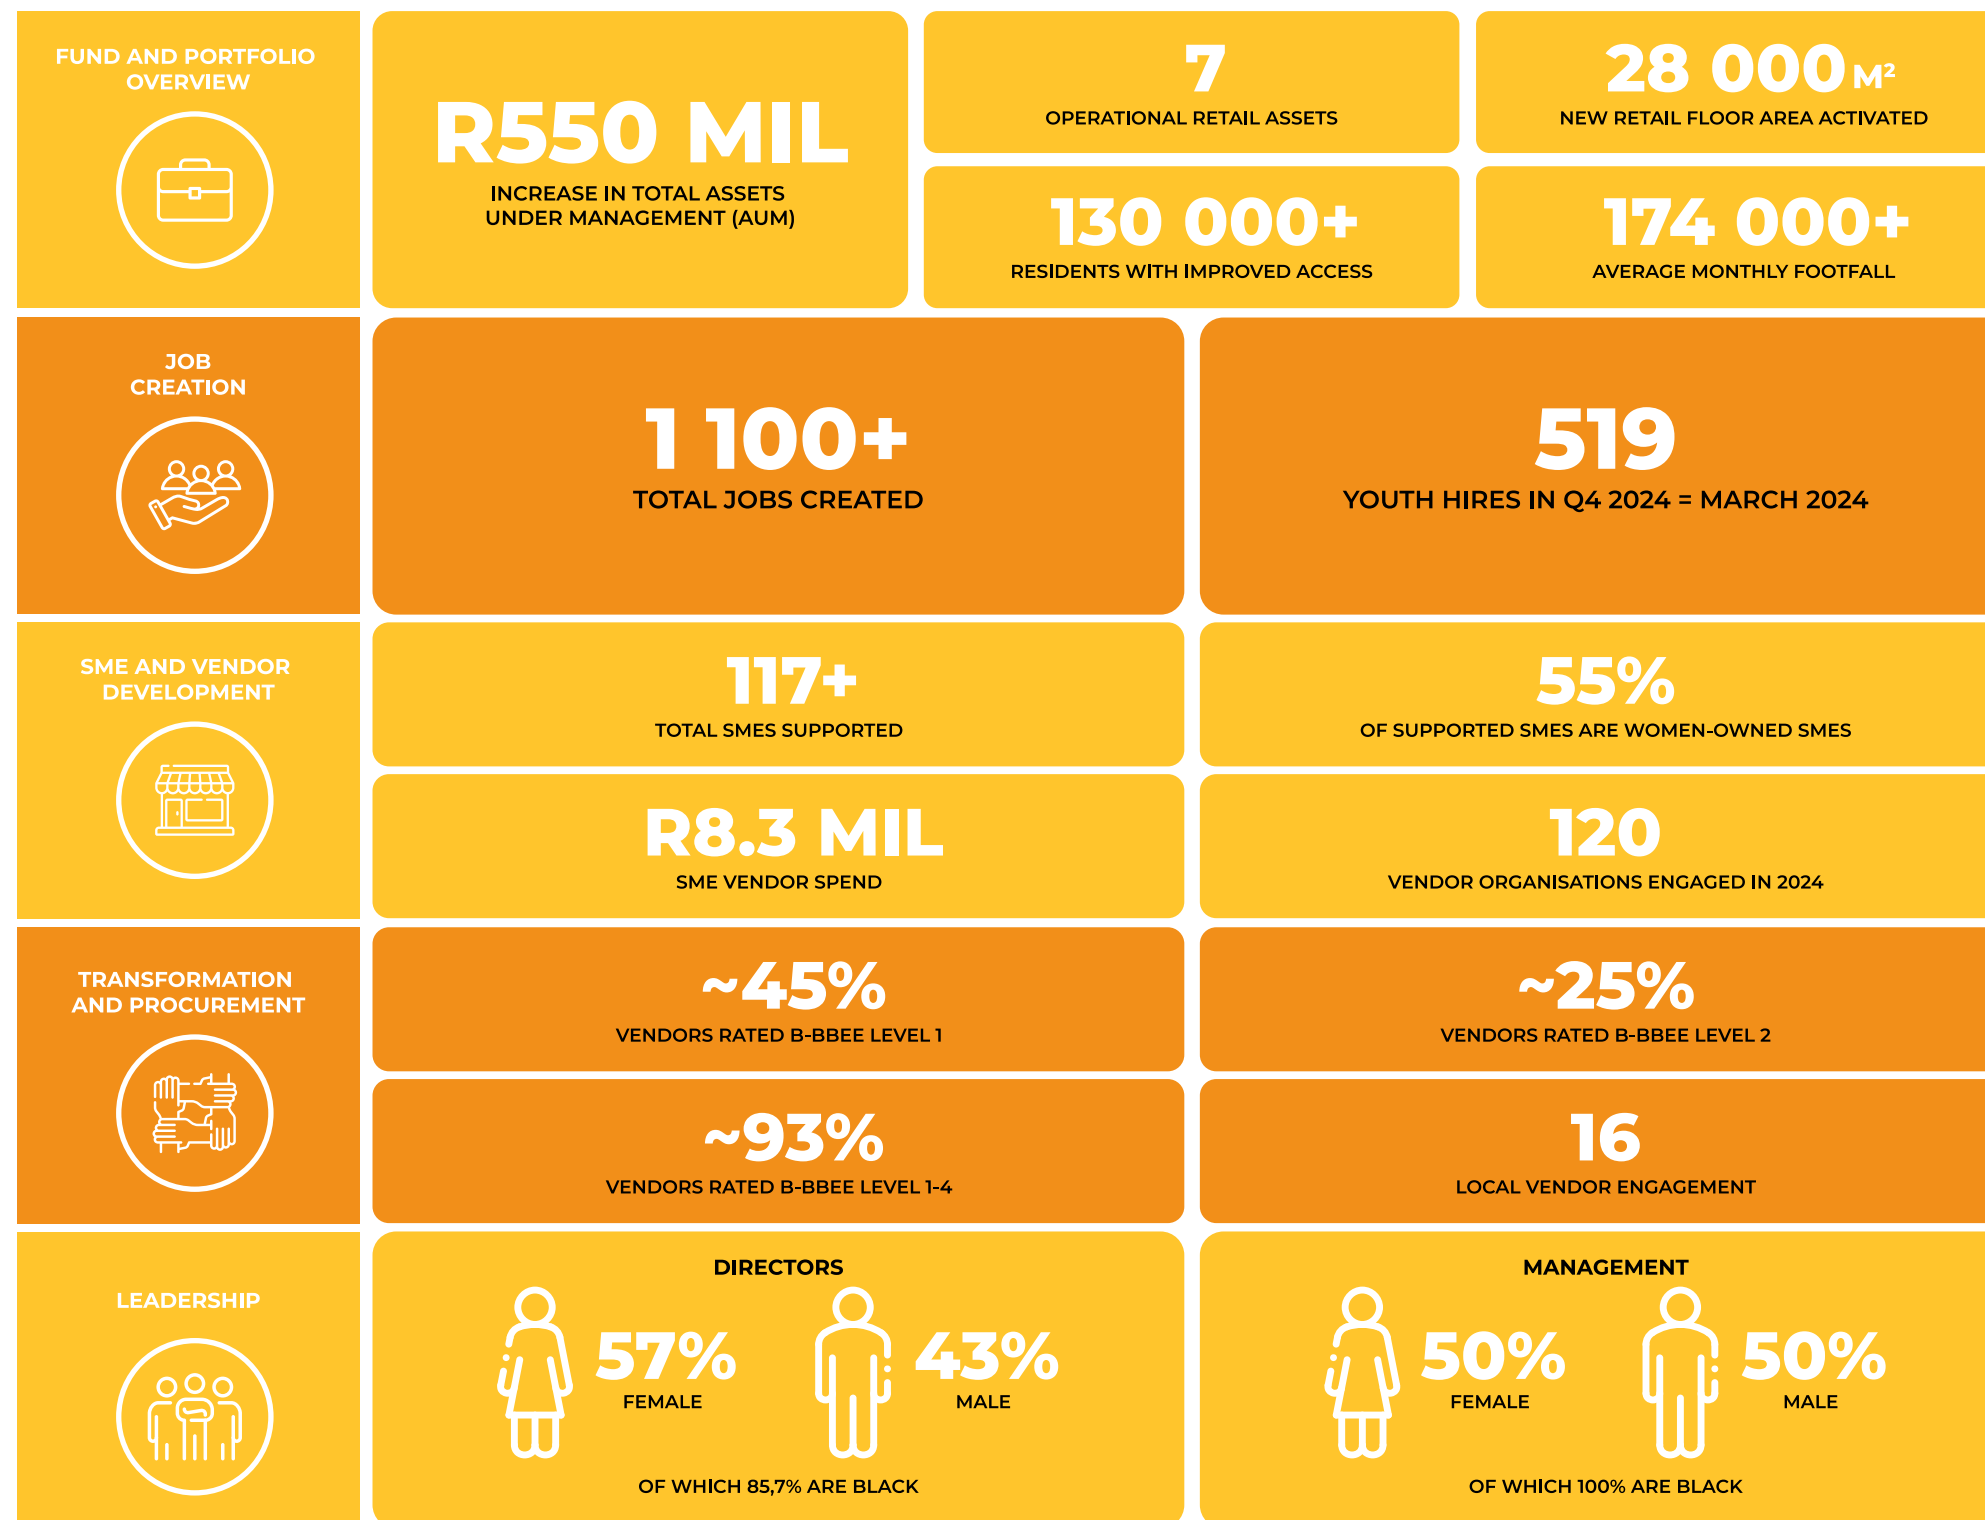 FUND AND PORTFOLIO
OVERVIEW
R550 MIL
INCREASE IN TOTAL ASSETS
UNDER MANAGEMENT (AUM)
7
OPERATIONAL RETAIL ASSETS
28 000 M²
NEW RETAIL FLOOR AREA ACTIVATED
130 000+
RESIDENTS WITH IMPROVED ACCESS
174 000+
AVERAGE MONTHLY FOOTFALL
JOB
CREATION
1 100+
TOTAL JOBS CREATED
519
YOUTH HIRES IN Q4 2024 = MARCH 2024
SME AND VENDOR
DEVELOPMENT
117+
TOTAL SMES SUPPORTED
55%
OF SUPPORTED SMES ARE WOMEN-OWNED SMES
R8.3 MIL
SME VENDOR SPEND
120
VENDOR ORGANISATIONS ENGAGED IN 2024
TRANSFORMATION
AND PROCUREMENT
~45%
VENDORS RATED B-BBEE LEVEL 1
~25%
VENDORS RATED B-BBEE LEVEL 2
~93%
VENDORS RATED B-BBEE LEVEL 1-4
16
LOCAL VENDOR ENGAGEMENT
LEADERSHIP
DIRECTORS
57%
FEMALE
43%
MALE
OF WHICH 85,7% ARE BLACK
MANAGEMENT
50%
FEMALE
50%
MALE
OF WHICH 100% ARE BLACK